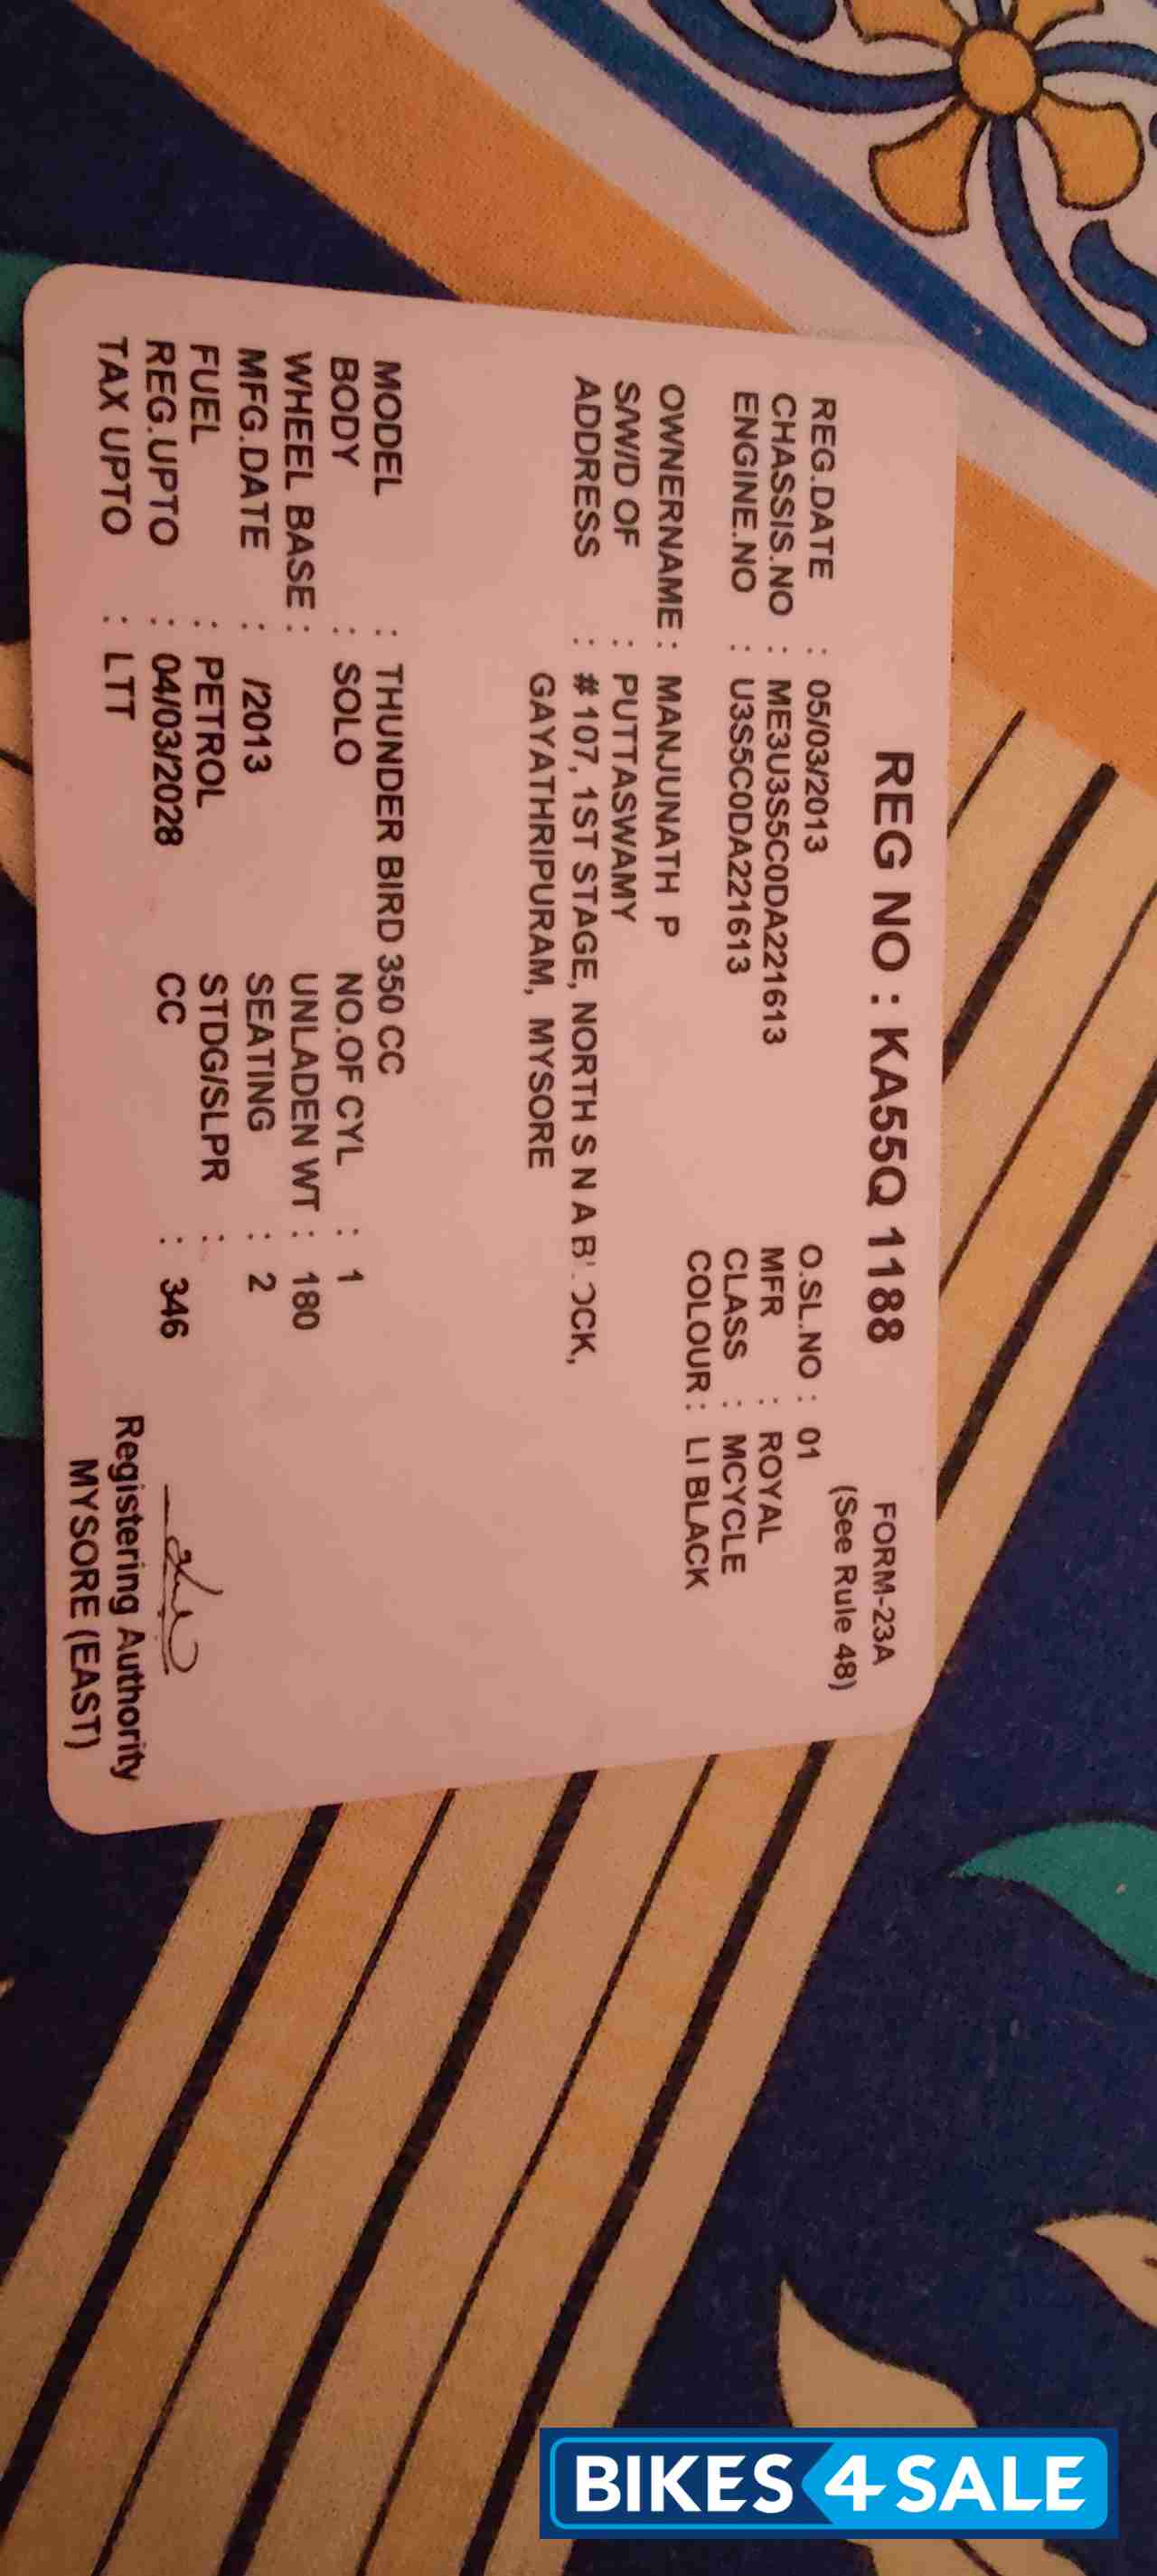 REG NO : KA55Q 1188
FORM-23A
(See Rule 48)
REG.DATE : 05/03/2013 O.SL.NO : 01
CHASSIS.NO : ME3U3S5C0DA221613 MFR : ROYAL
ENGINE.NO : U3S5C0DA221613 CLASS : MCYCLE
COLOUR : LI BLACK
OWNERNAME : MANJUNATH P
S/W/D OF : PUTTASWAMY
ADDRESS : # 107, 1ST STAGE, NORTH S N A
GAYATHRIPURAM, MYSORE
MODEL : THUNDER BIRD 350 CC
BODY : SOLO NO.OF CYL : 1
WHEEL BASE : UNLADEN WT : 180
MFG.DATE : /2013 SEATING : 2
FUEL : PETROL STDG/SLPR :
REG.UPTO : 04/03/2028 CC : 346
TAX UPTO : LTT
Registering Authority
MYSORE (EAST)
BIKES4SALE